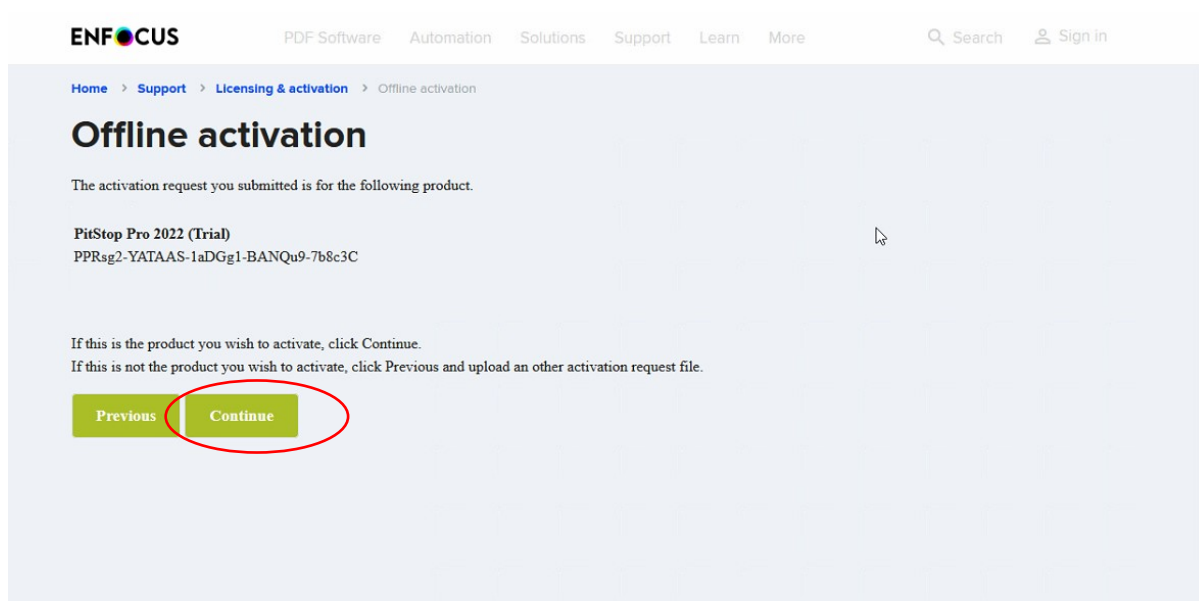 ENFOCUS PDF Software Automation Solutions Support Learn More Search Sign in
Home > Support > Licensing & activation > Offline activation
Offline activation
The activation request you submitted is for the following product.
PitStop Pro 2022 (Trial)
PPRsg2-YATAAS-1aDGg1-BANQu9-7b8c3C
If this is the product you wish to activate, click Continue.
If this is not the product you wish to activate, click Previous and upload an other activation request file.
Previous Continue